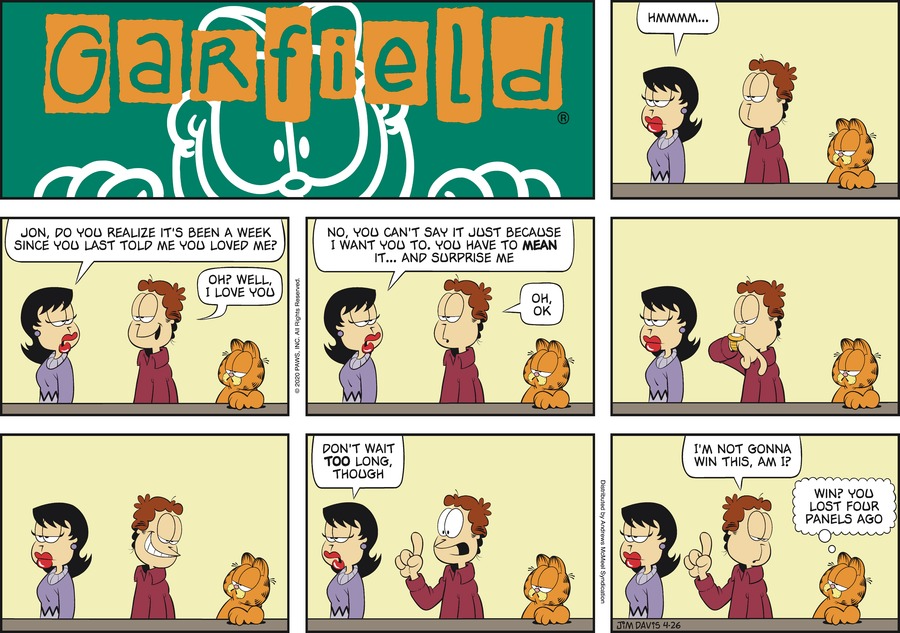 Garfield
®
HMMMM...
JON, DO YOU REALIZE IT'S BEEN A WEEK
SINCE YOU LAST TOLD ME YOU LOVED ME?
OH? WELL,
I LOVE YOU
© 2020 PAWS, INC. All Rights Reserved.
NO, YOU CAN'T SAY IT JUST BECAUSE
I WANT YOU TO. YOU HAVE TO MEAN
IT... AND SURPRISE ME
OH,
OK
DON'T WAIT
TOO LONG,
THOUGH
Distributed by Andrews McMeel Syndication
I'M NOT GONNA
WIN THIS, AM I?
WIN? YOU
LOST FOUR
PANELS AGO
JIM DAVIS 4-26